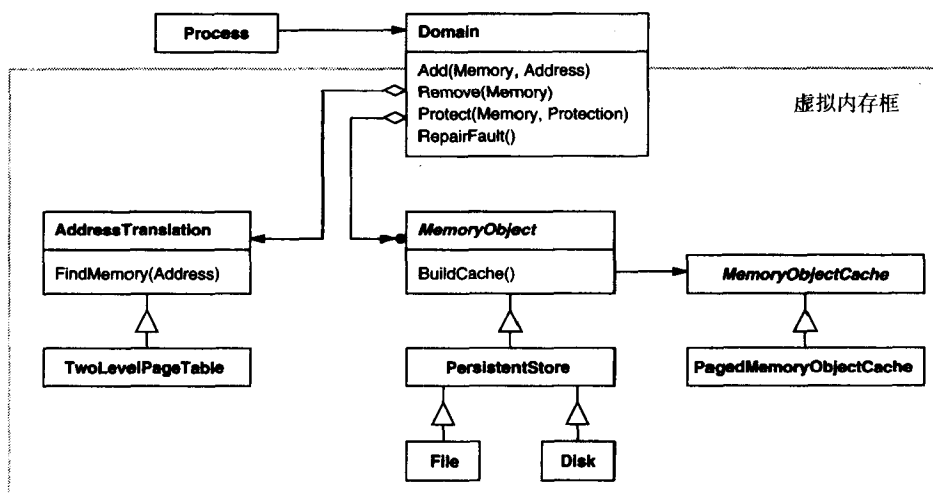 Process
Domain
Add(Memory, Address)
Remove(Memory)
Protect(Memory, Protection)
RepairFault()
虚拟内存框
AddressTranslation
FindMemory(Address)
MemoryObject
BuildCache()
MemoryObjectCache
TwoLevelPageTable
PersistentStore
PagedMemoryObjectCache
File
Disk